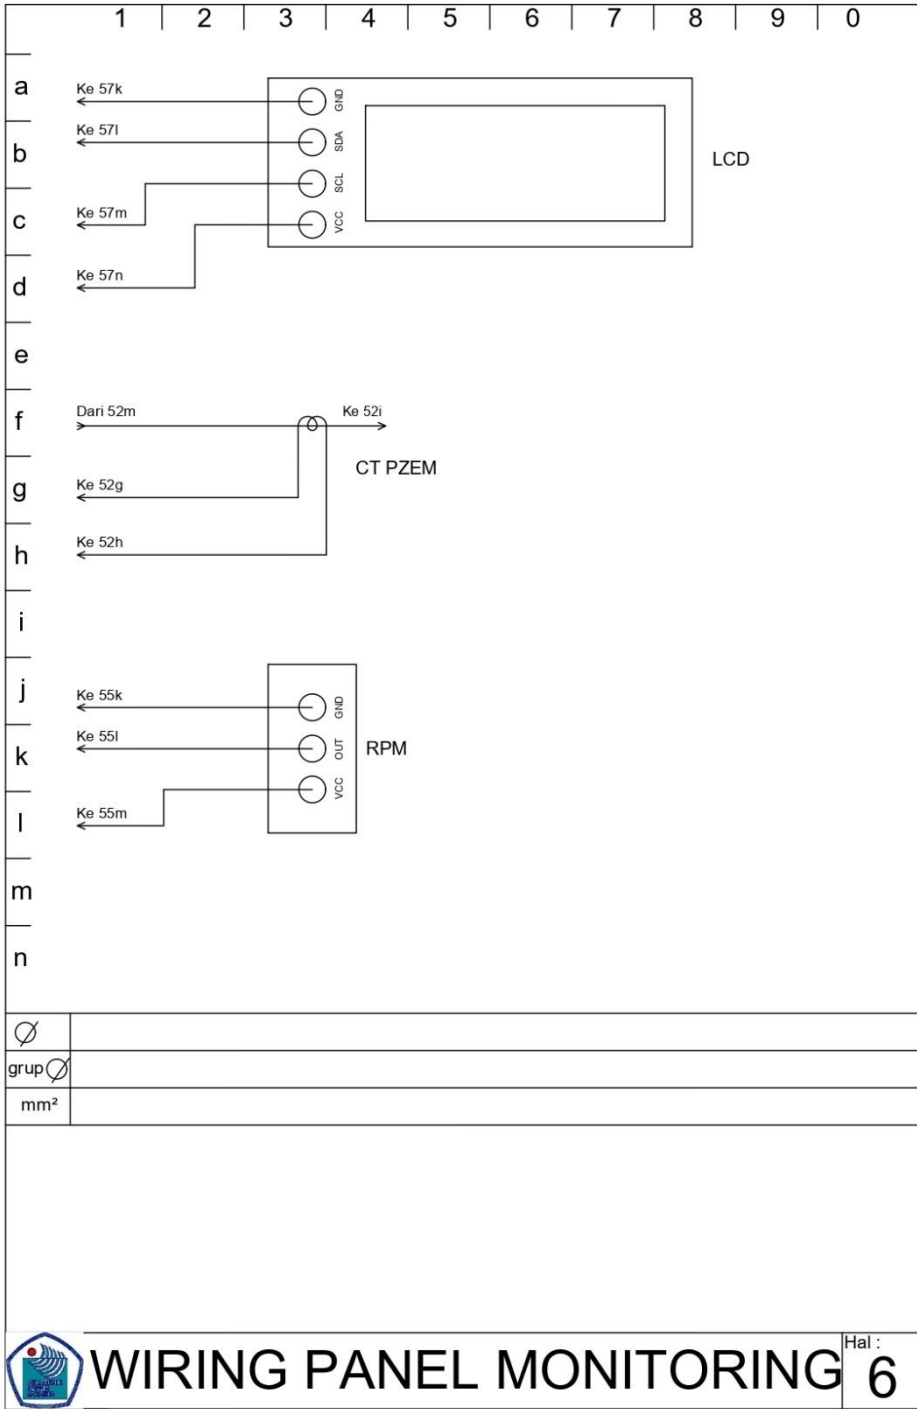 1 2 3 4 5 6 7 8 9 0
a
Ke 57k
GND
b
Ke 57l
SDA
LCD
SCL
c
Ke 57m
VCC
d
Ke 57n
e
f
Dari 52m
Ke 52i
CT PZEM
g
Ke 52g
h
Ke 52h
i
j
Ke 55k
GND
k
Ke 55l
OUT
RPM
VCC
l
Ke 55m
m
n
Ø
grup Ø
mm²
WIRING PANEL MONITORING
Hal :
6